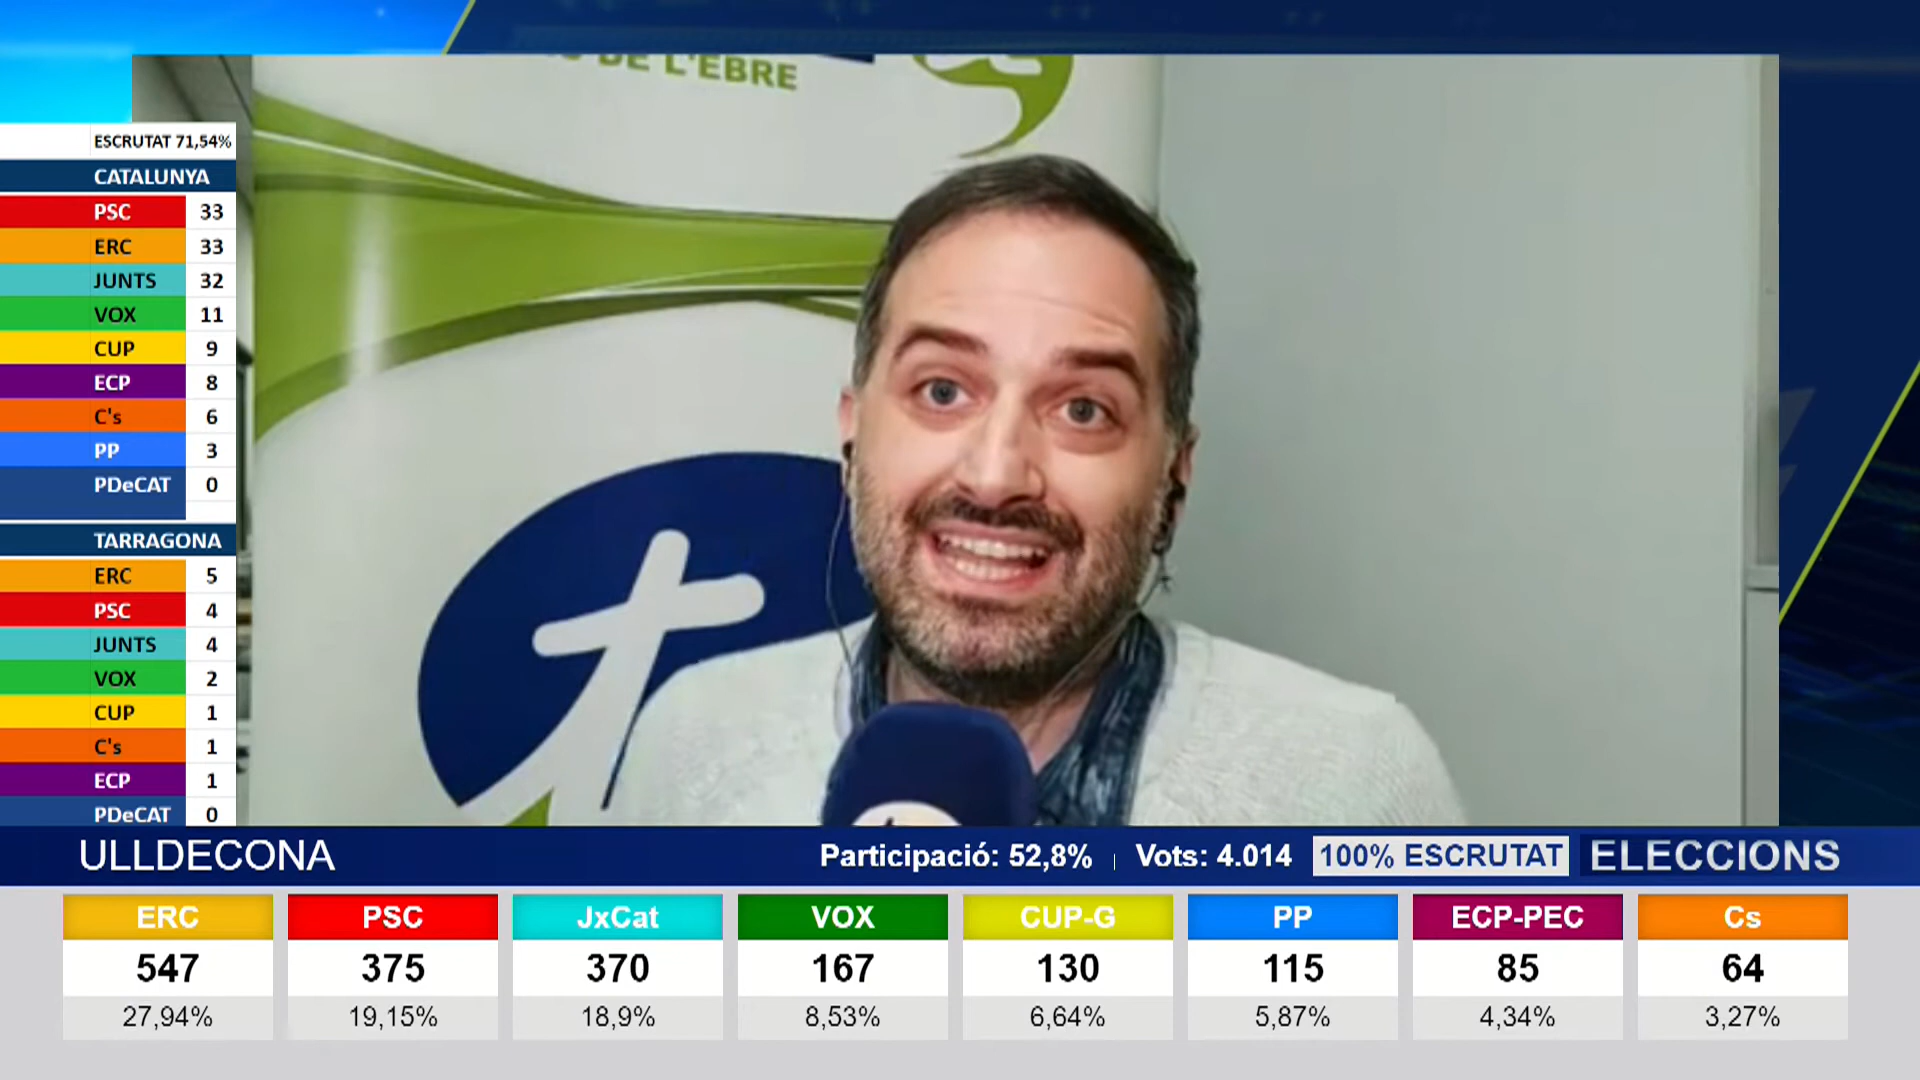 DE L'EBRE
ESCRUTAT 71,54%
CATALUNYA
PSC 33
ERC 33
JUNTS 32
VOX 11
CUP 9
ECP 8
C's 6
PP 3
PDeCAT 0
TARRAGONA
ERC 5
PSC 4
JUNTS 4
VOX 2
CUP 1
C's 1
ECP 1
PDeCAT 0
ULLDECONA Participació: 52,8% | Vots: 4.014 100% ESCRUTAT ELECCIONS
ERC PSC JxCat VOX CUP-G PP ECP-PEC Cs
547 375 370 167 130 115 85 64
27,94% 19,15% 18,9% 8,53% 6,64% 5,87% 4,34% 3,27%